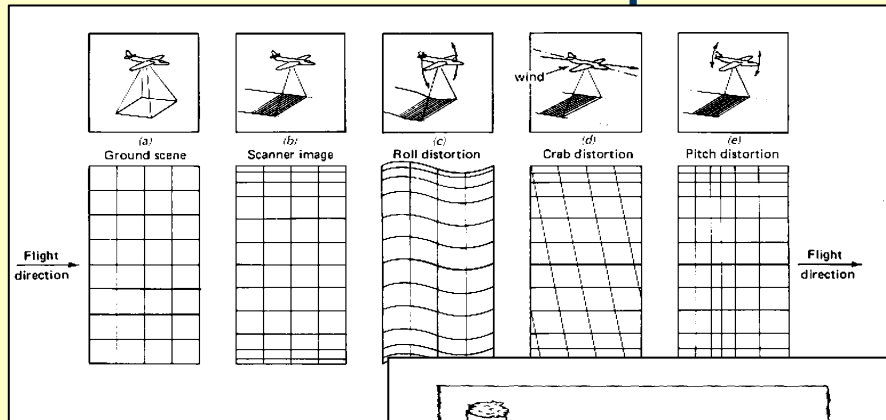 wind
(a)
Ground scene
(b)
Scanner image
(c)
Roll distortion
(d)
Crab distortion
(e)
Pitch distortion
Flight
direction
Flight
direction